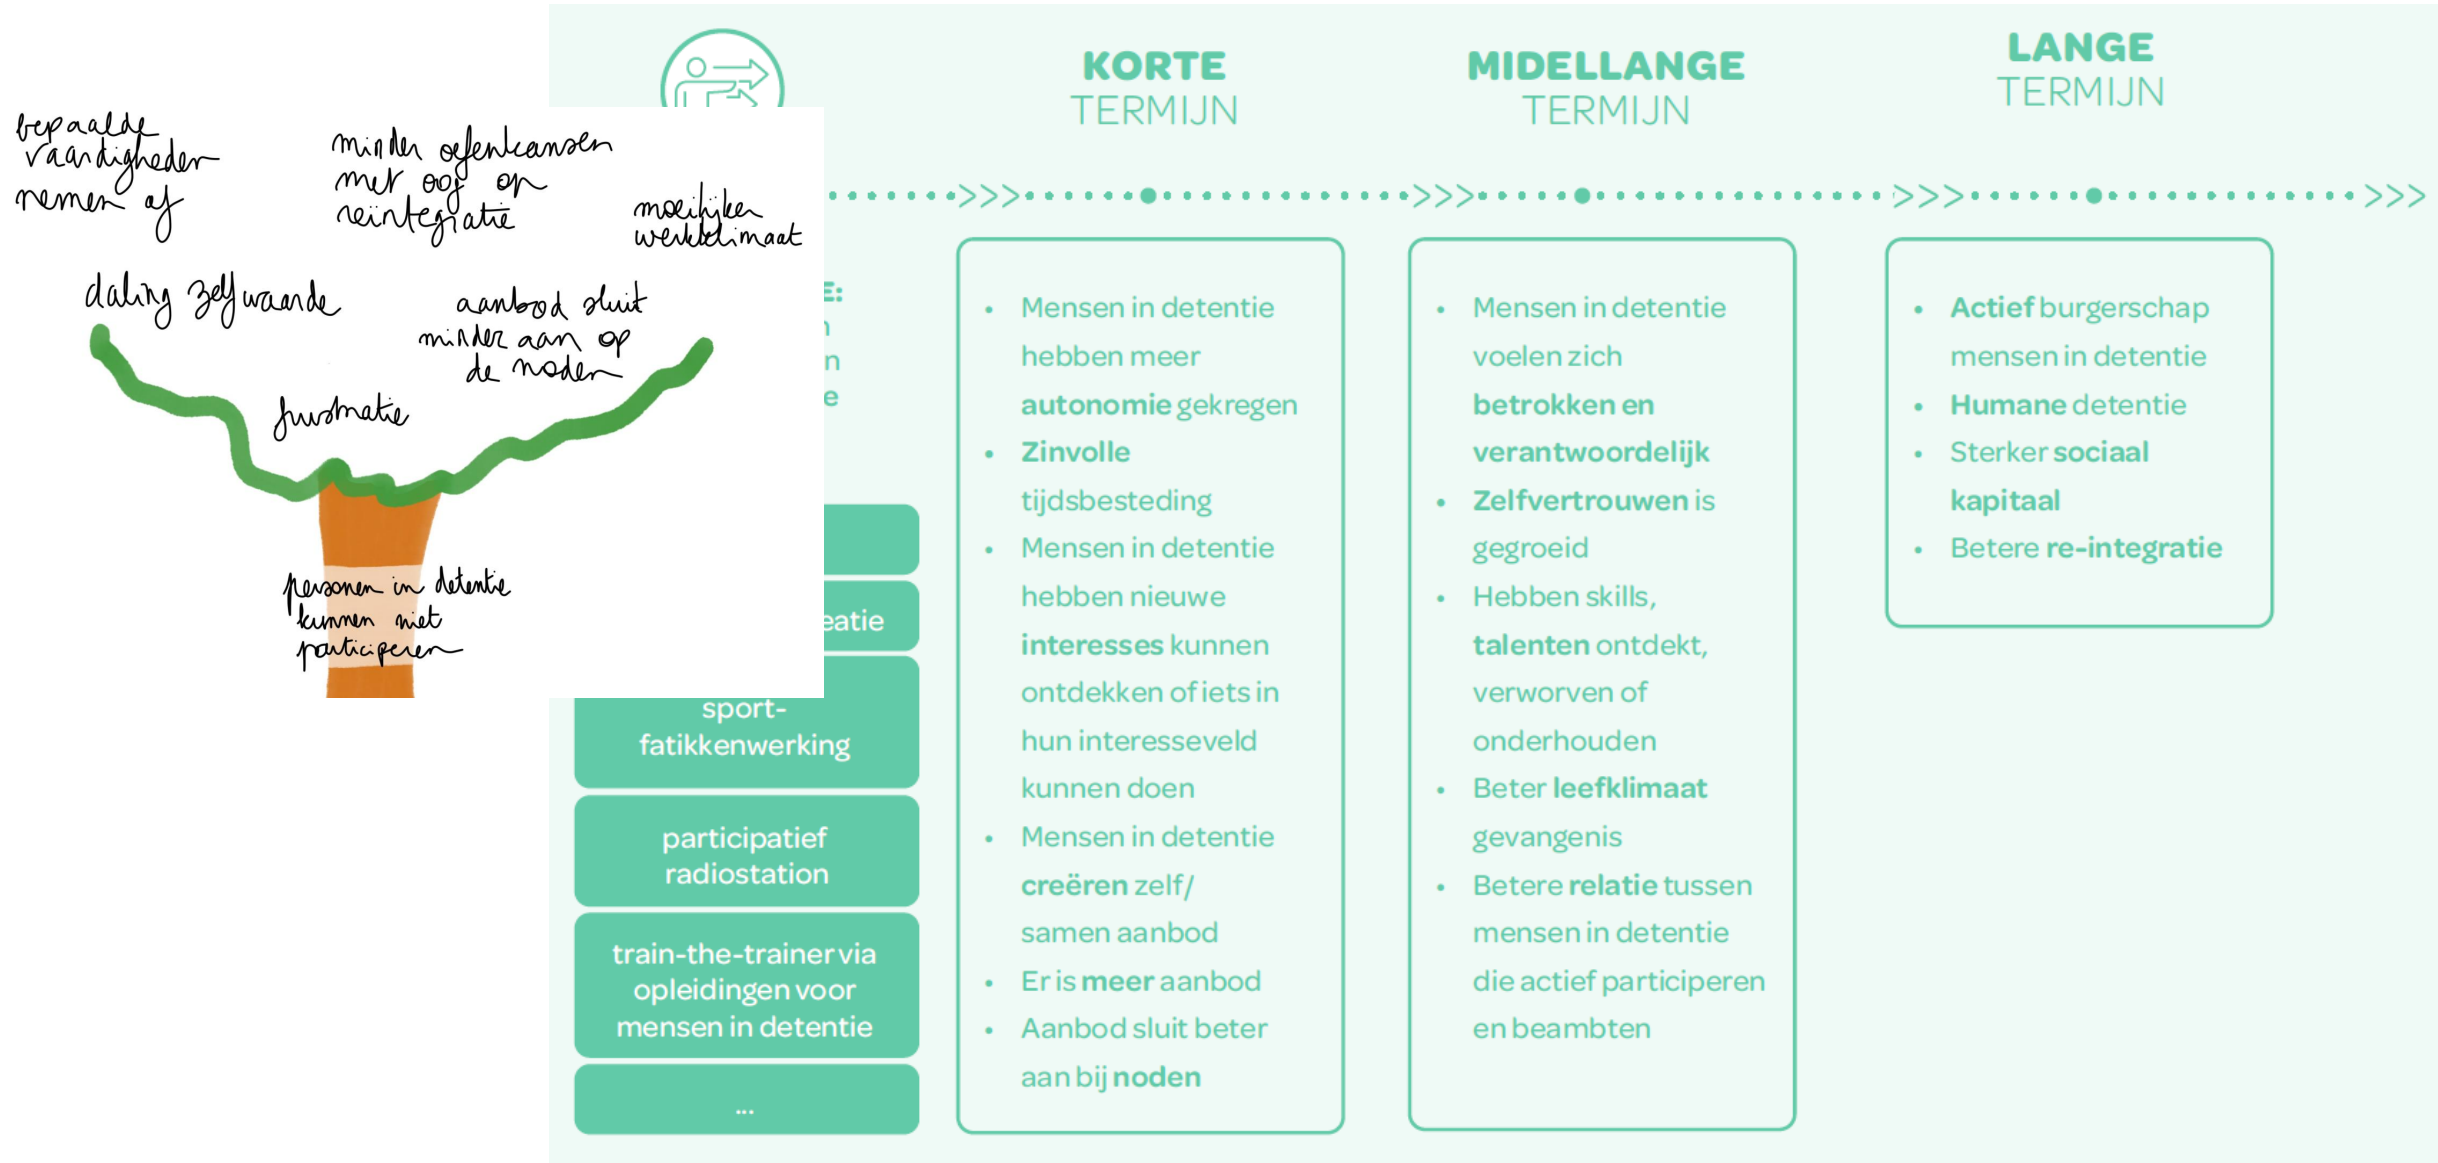 bepaalde
vaardigheden
nemen af
minder oefenkansen
met oog op
reïntegratie
moeilijker
werkklimaat
daling zelfwaarde
aanbod sluit
minder aan op
de noden
frustratie
personen in detentie
kunnen niet
participeren
E:
n
e
eatie
sport-
fatikkenwerking
participatief
radiostation
train-the-trainer via
opleidingen voor
mensen in detentie
...
KORTE
TERMIJN
• Mensen in detentie
hebben meer
autonomie gekregen
• Zinvolle
tijdsbesteding
• Mensen in detentie
hebben nieuwe
interesses kunnen
ontdekken of iets in
hun interesseveld
kunnen doen
• Mensen in detentie
creëren zelf/
samen aanbod
• Er is meer aanbod
• Aanbod sluit beter
aan bij noden
MIDELLANGE
TERMIJN
• Mensen in detentie
voelen zich
betrokken en
verantwoordelijk
• Zelfvertrouwen is
gegroeid
• Hebben skills,
talenten ontdekt,
verworven of
onderhouden
• Beter leefklimaat
gevangenis
• Betere relatie tussen
mensen in detentie
die actief participeren
en beambten
LANGE
TERMIJN
• Actief burgerschap
mensen in detentie
• Humane detentie
• Sterker sociaal
kapitaal
• Betere re-integratie